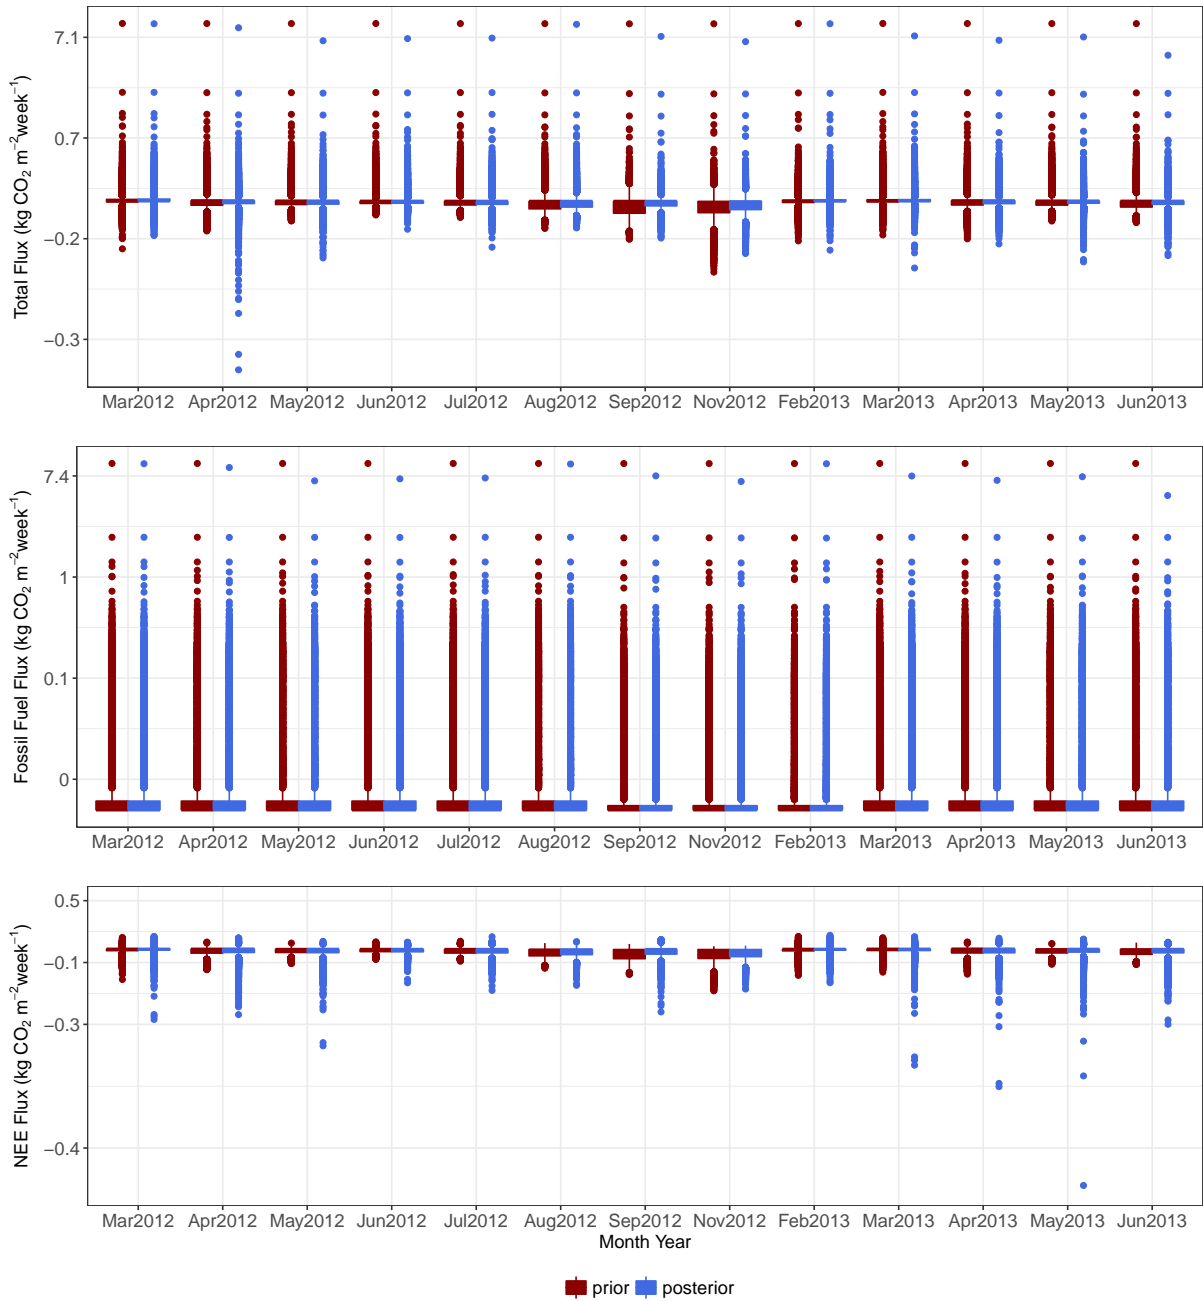 Total Flux (kg CO₂ m⁻²week⁻¹)
7.1
0.7
−0.2
−0.3
Mar2012 Apr2012 May2012 Jun2012 Jul2012 Aug2012 Sep2012 Nov2012 Feb2013 Mar2013 Apr2013 May2013 Jun2013
Fossil Fuel Flux (kg CO₂ m⁻²week⁻¹)
7.4
1
0.1
0
Mar2012 Apr2012 May2012 Jun2012 Jul2012 Aug2012 Sep2012 Nov2012 Feb2013 Mar2013 Apr2013 May2013 Jun2013
NEE Flux (kg CO₂ m⁻²week⁻¹)
0.5
−0.1
−0.3
−0.4
Mar2012 Apr2012 May2012 Jun2012 Jul2012 Aug2012 Sep2012 Nov2012 Feb2013 Mar2013 Apr2013 May2013 Jun2013
Month Year
prior posterior